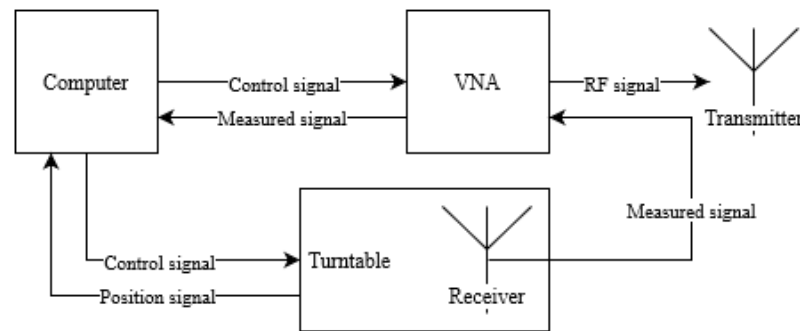 Computer
Control signal
VNA
RF signal
Measured signal
Transmitter
Measured signal
Control signal
Turntable
Position signal
Receiver